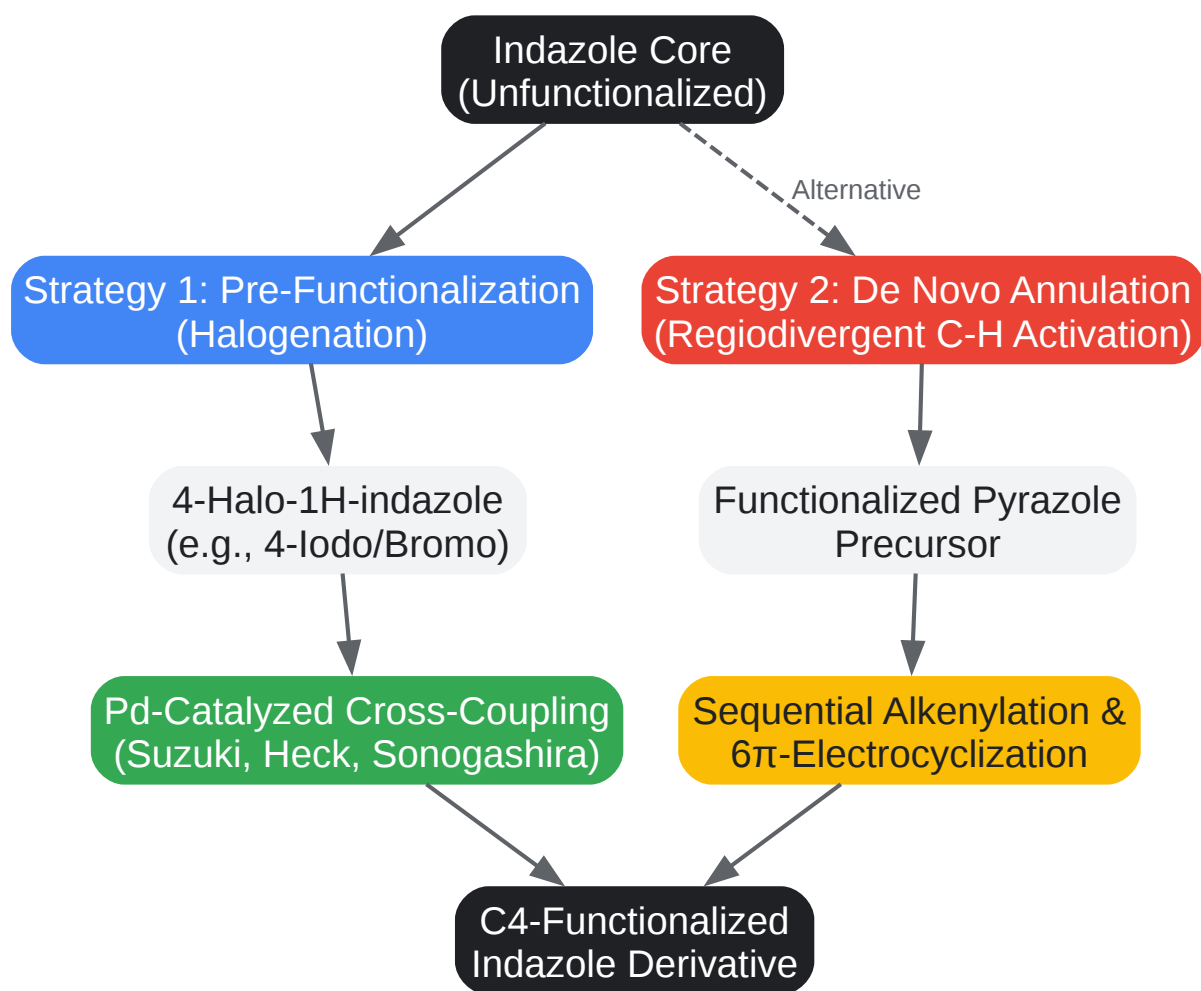 Indazole Core
(Unfunctionalized)
Alternative
Strategy 1: Pre-Functionalization
(Halogenation)
Strategy 2: De Novo Annulation
(Regiodivergent C-H Activation)
4-Halo-1H-indazole
(e.g., 4-Iodo/Bromo)
Functionalized Pyrazole
Precursor
Pd-Catalyzed Cross-Coupling
(Suzuki, Heck, Sonogashira)
Sequential Alkenylation &
6π-Electrocyclization
C4-Functionalized
Indazole Derivative